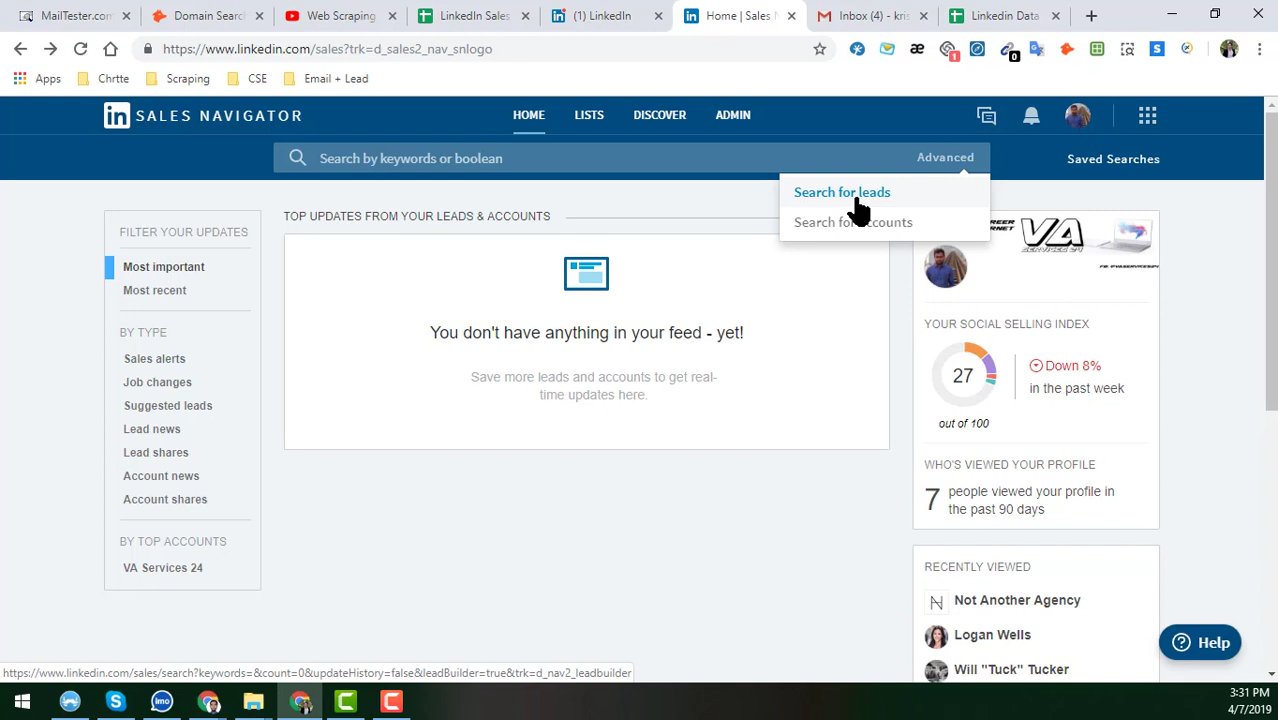 MailTester.com
Domain Searc
Web Scraping
LinkedIn Sales
(1) LinkedIn
Home | Sales N
Inbox (4) - kris
Linkedin Data
https://www.linkedin.com/sales?trk=d_sales2_nav_snlogo
1
0
Apps
Chrtte
Scraping
CSE
Email + Lead
in SALES NAVIGATOR
HOME
LISTS
DISCOVER
ADMIN
Search by keywords or boolean
Advanced
Saved Searches
Search for leads
Search for accounts
FILTER YOUR UPDATES
Most important
Most recent
BY TYPE
Sales alerts
Job changes
Suggested leads
Lead news
Lead shares
Account news
Account shares
BY TOP ACCOUNTS
VA Services 24
TOP UPDATES FROM YOUR LEADS & ACCOUNTS
You don't have anything in your feed - yet!
Save more leads and accounts to get real-
time updates here.
VA
SERVICES 24
YOUR SOCIAL SELLING INDEX
27
out of 100
Down 8%
in the past week
WHO'S VIEWED YOUR PROFILE
7 people viewed your profile in
the past 90 days
RECENTLY VIEWED
Not Another Agency
Logan Wells
Will "Tuck" Tucker
Help
https://www.linkedin.com/sales/search?keywords=&count=0&updateHistory=false&leadBuilder=true&trk=d_nav2_leadbuilder
3:31 PM
4/7/2019